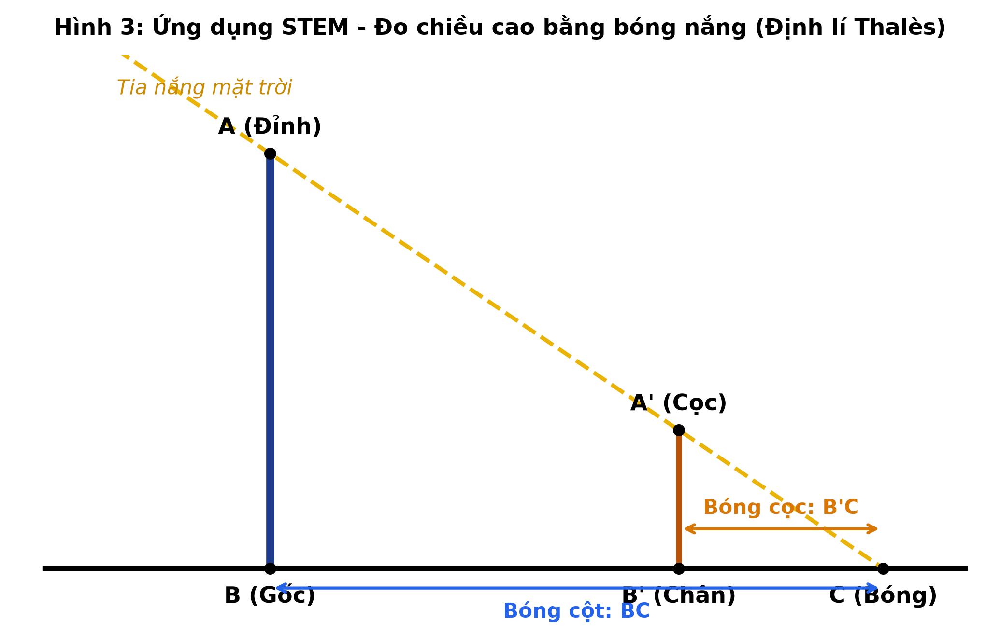 Hình 3: Ứng dụng STEM - Đo chiều cao bằng bóng nắng (Định lí Thalès)
Tia nắng mặt trời
A (Đỉnh)
A' (Cọc)
Bóng cọc: B'C
B (Gốc)
B' (Chân)
C (Bóng)
Bóng cột: BC